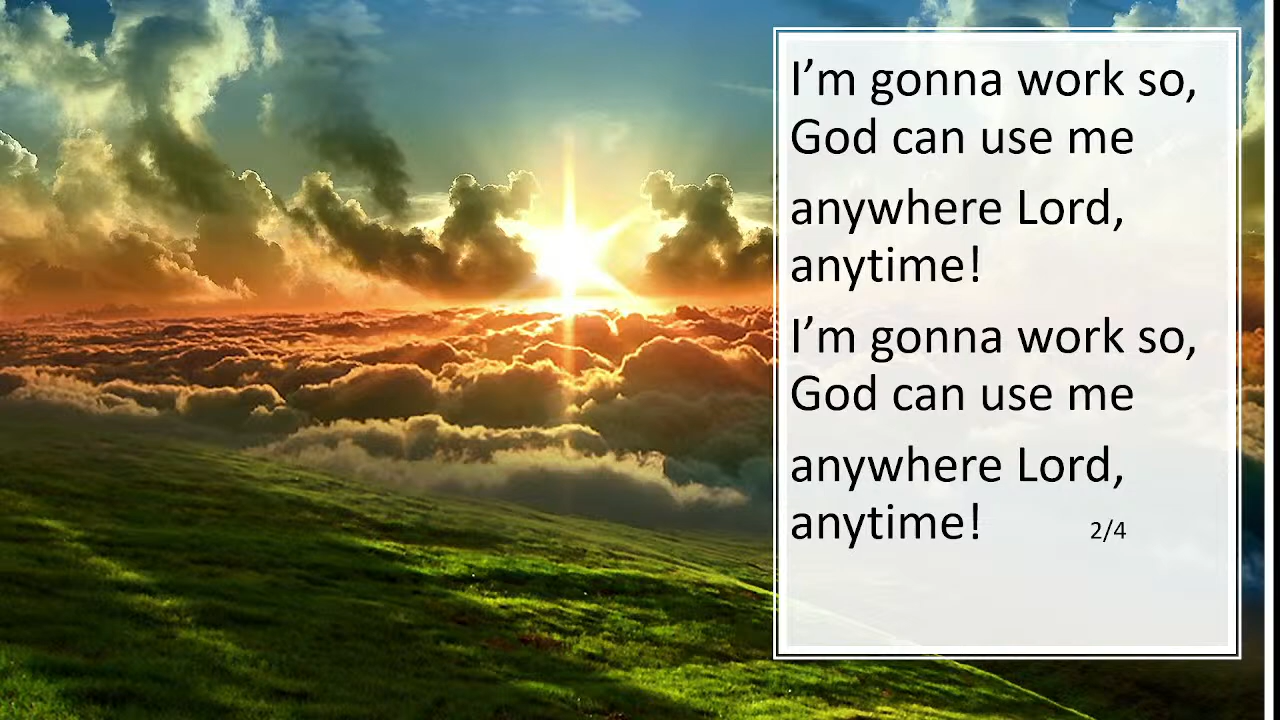 I’m gonna work so,
God can use me
anywhere Lord,
anytime!
I’m gonna work so,
God can use me
anywhere Lord,
anytime! 2/4